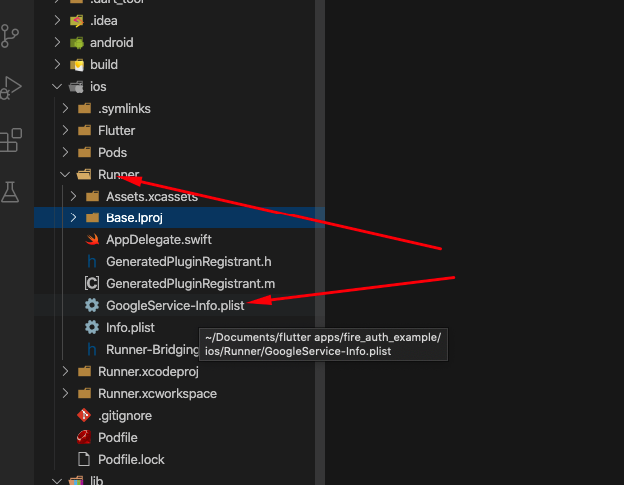 .dart_tool
.idea
android
build
ios
.symlinks
Flutter
Pods
Runner
Assets.xcassets
Base.lproj
AppDelegate.swift
h GeneratedPluginRegistrant.h
[C] GeneratedPluginRegistrant.m
GoogleService-Info.plist
Info.plist
~/Documents/flutter apps/fire_auth_example/
ios/Runner/GoogleService-Info.plist
h Runner-Bridging
Runner.xcodeproj
Runner.xcworkspace
.gitignore
Podfile
Podfile.lock
lib